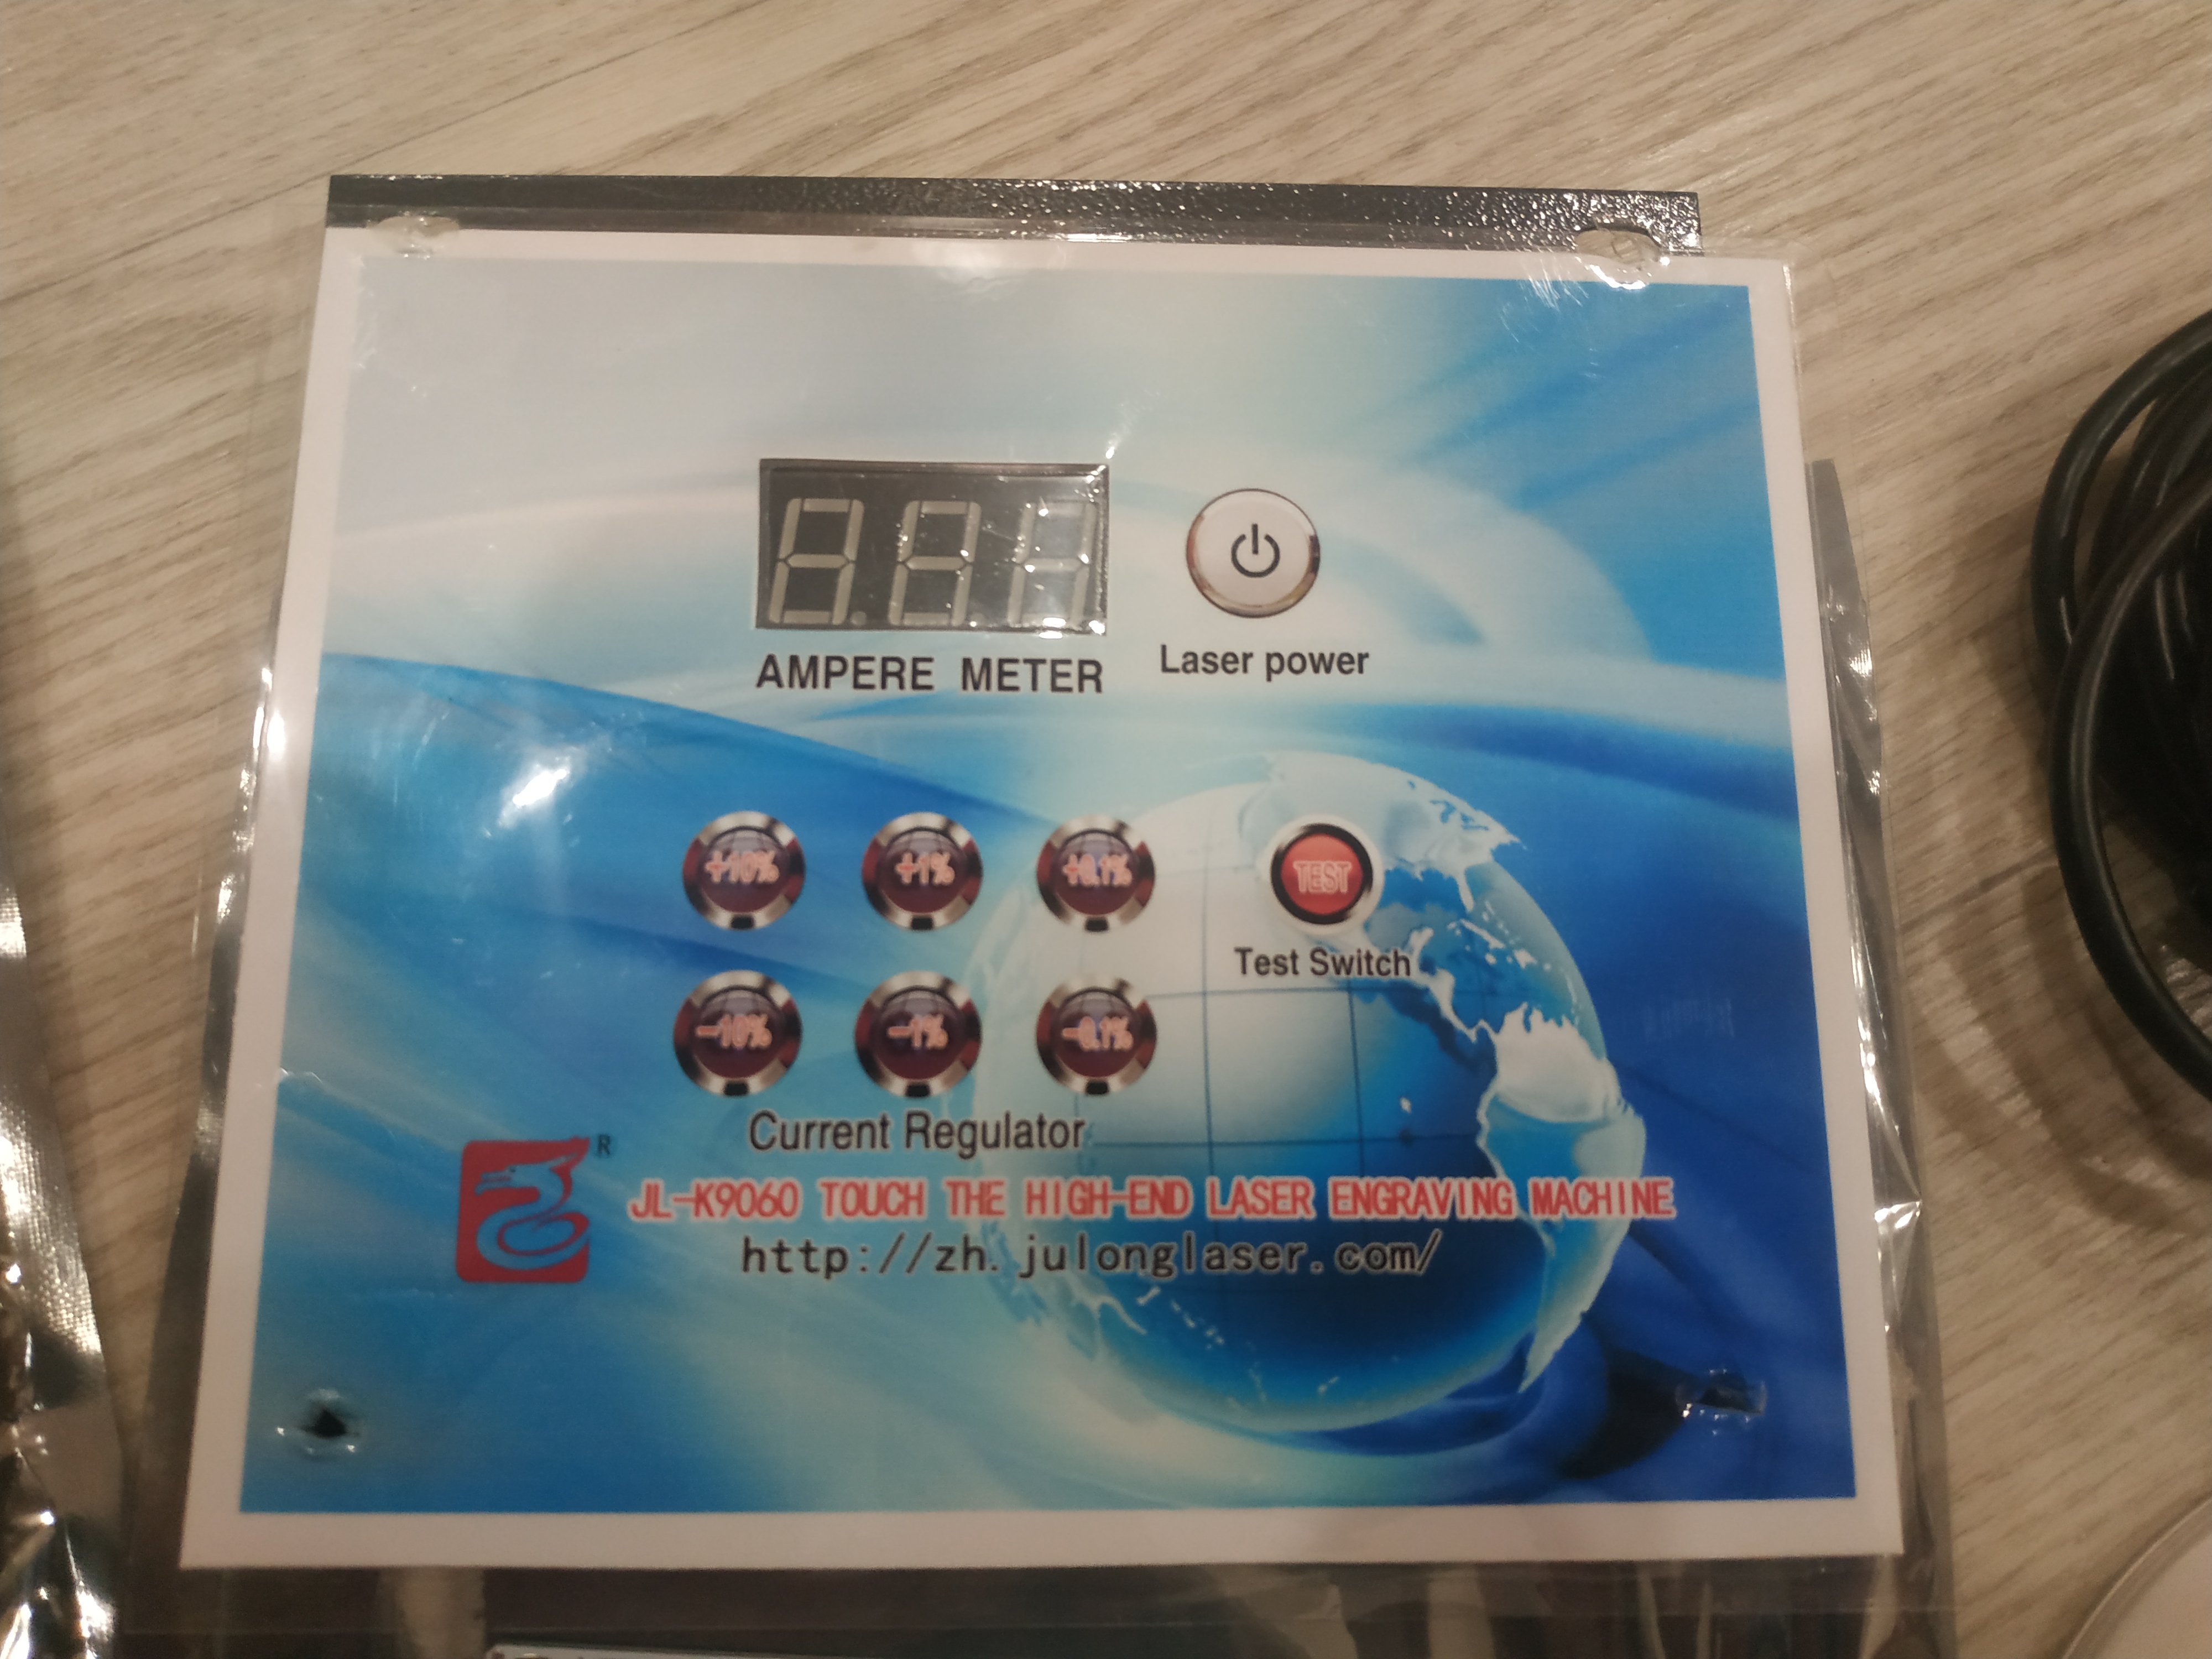 AMPERE METER
Laser power
+10% +1% +0.1% TEST
Test Switch
-10% -1% -0.1%
Current Regulator
R
JL-K9060 TOUCH THE HIGH-END LASER ENGRAVING MACHINE
http://zh.julonglaser.com/